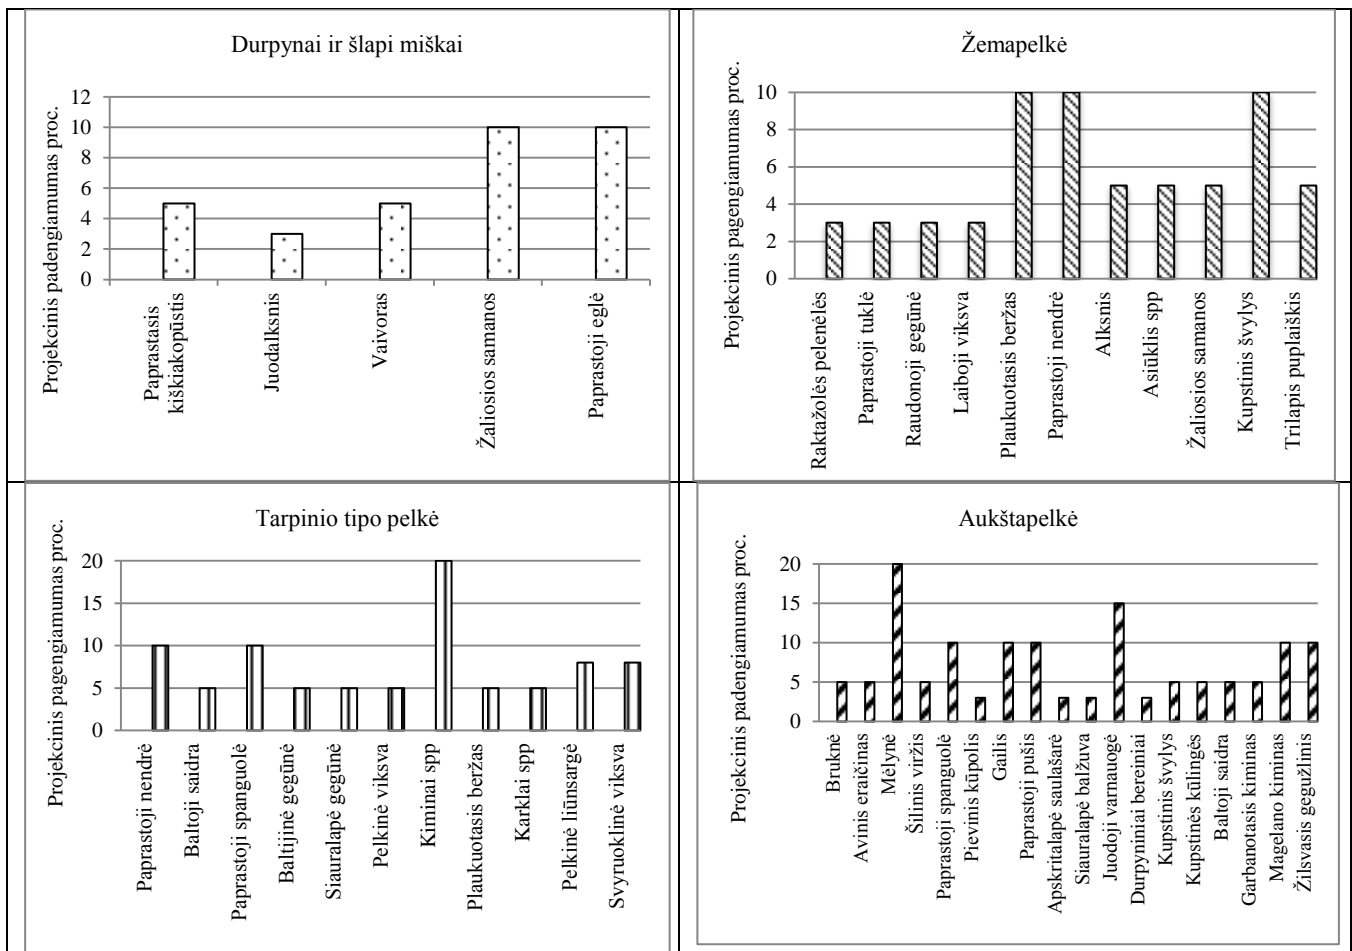 Durpynai ir šlapi miškai
Projekcinis padengiamumas proc.
12
10
8
6
4
2
0
Paprastasis
kiškiakopūstis
Juodalksnis
Vaivoras
Žaliosios samanos
Paprastoji eglė
Žemapelkė
Projekcinis pagengiamumas proc.
10
8
6
4
2
0
Raktažolės pelenėlės
Paprastoji tuklė
Raudonoji gegūnė
Laiboji viksva
Plaukuotasis beržas
Paprastoji nendrė
Alksnis
Asiūklis spp
Žaliosios samanos
Kupstinis švylys
Trilapis puplaiškis
Tarpinio tipo pelkė
Projekcinis pagengiamumas proc.
20
15
10
5
0
Paprastoji nendrė
Baltoji saidra
Paprastoji spanguolė
Baltijinė gegūnė
Siauralapė gegūnė
Pelkinė viksva
Kiminai spp
Plaukuotasis beržas
Karklai spp
Pelkinė liūnsargė
Svyruoklinė viksva
Aukštapelkė
Projekcinis padengiamumas proc.
20
15
10
5
0
Bruknė
Avinis eraičinas
Mėlynė
Šilinis viržis
Paprastoji spanguolė
Pievinis kūpolis
Gailis
Paprastoji pušis
Apskritalapė saulašarė
Siauralapė balžuva
Juodoji varnauogė
Durpyniniai bereiniai
Kupstinis švylys
Kupstinės kūlingės
Baltoji saidra
Garbanotasis kiminas
Magelano kiminas
Žilsvasis gegužlinis